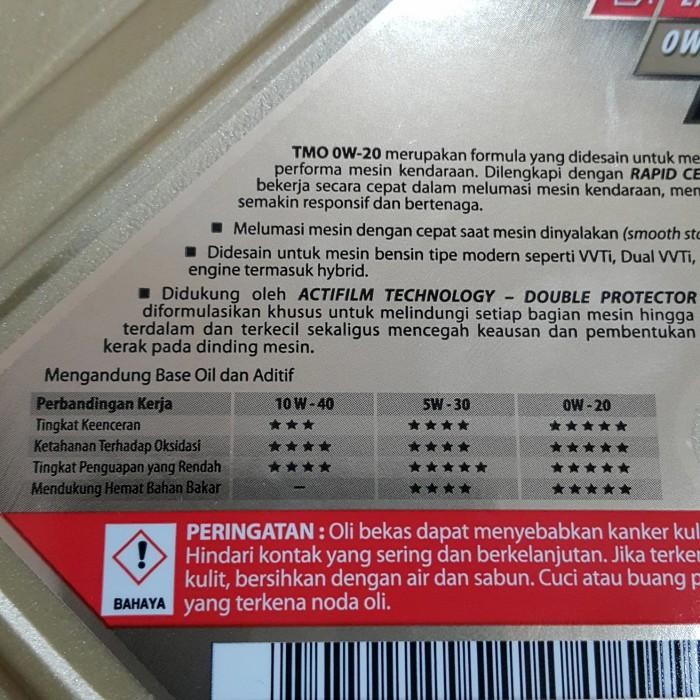 0W
TMO 0W-20 merupakan formula yang didesain untuk me
performa mesin kendaraan. Dilengkapi dengan RAPID CE
bekerja secara cepat dalam melumasi mesin kendaraan, men
semakin responsif dan bertenaga.
■ Melumasi mesin dengan cepat saat mesin dinyalakan (smooth sta
■ Didesain untuk mesin bensin tipe modern seperti VVTi, Dual VVTi,
engine termasuk hybrid.
■ Didukung oleh ACTIFILM TECHNOLOGY – DOUBLE PROTECTOR
diformulasikan khusus untuk melindungi setiap bagian mesin hingga
terdalam dan terkecil sekaligus mencegah keausan dan pembentukan
kerak pada dinding mesin.
Mengandung Base Oil dan Aditif
Perbandingan Kerja 10 W - 40 5W - 30 0W - 20
Tingkat Keenceran ★★★ ★★★★ ★★★★★
Ketahanan Terhadap Oksidasi ★★★★ ★★★★ ★★★★★
Tingkat Penguapan yang Rendah ★★★★ ★★★★★ ★★★★★
Mendukung Hemat Bahan Bakar – ★★★★ ★★★★★
PERINGATAN : Oli bekas dapat menyebabkan kanker kul
Hindari kontak yang sering dan berkelanjutan. Jika terke
kulit, bersihkan dengan air dan sabun. Cuci atau buang p
yang terkena noda oli.
BAHAYA